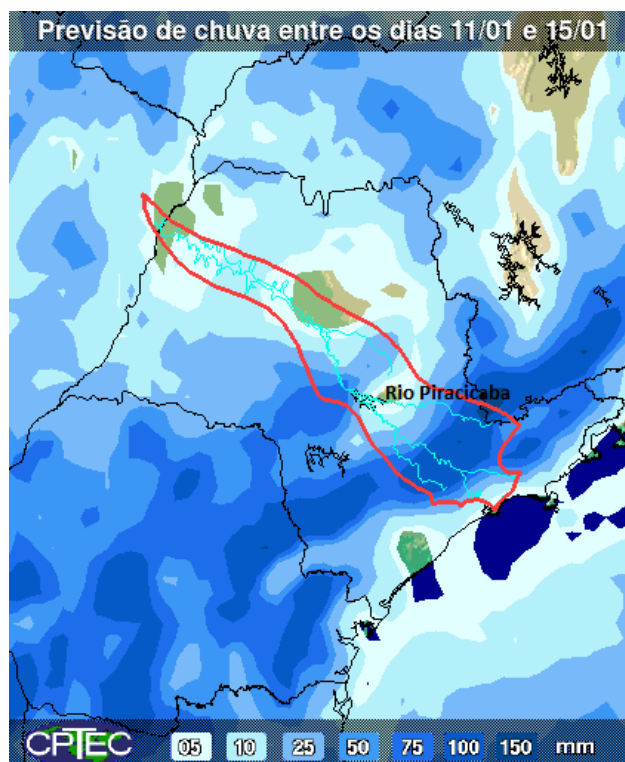 Previsão de chuva entre os dias 11/01 e 15/01
Rio Piracicaba
CPTEC 05 10 25 50 75 100 150 mm